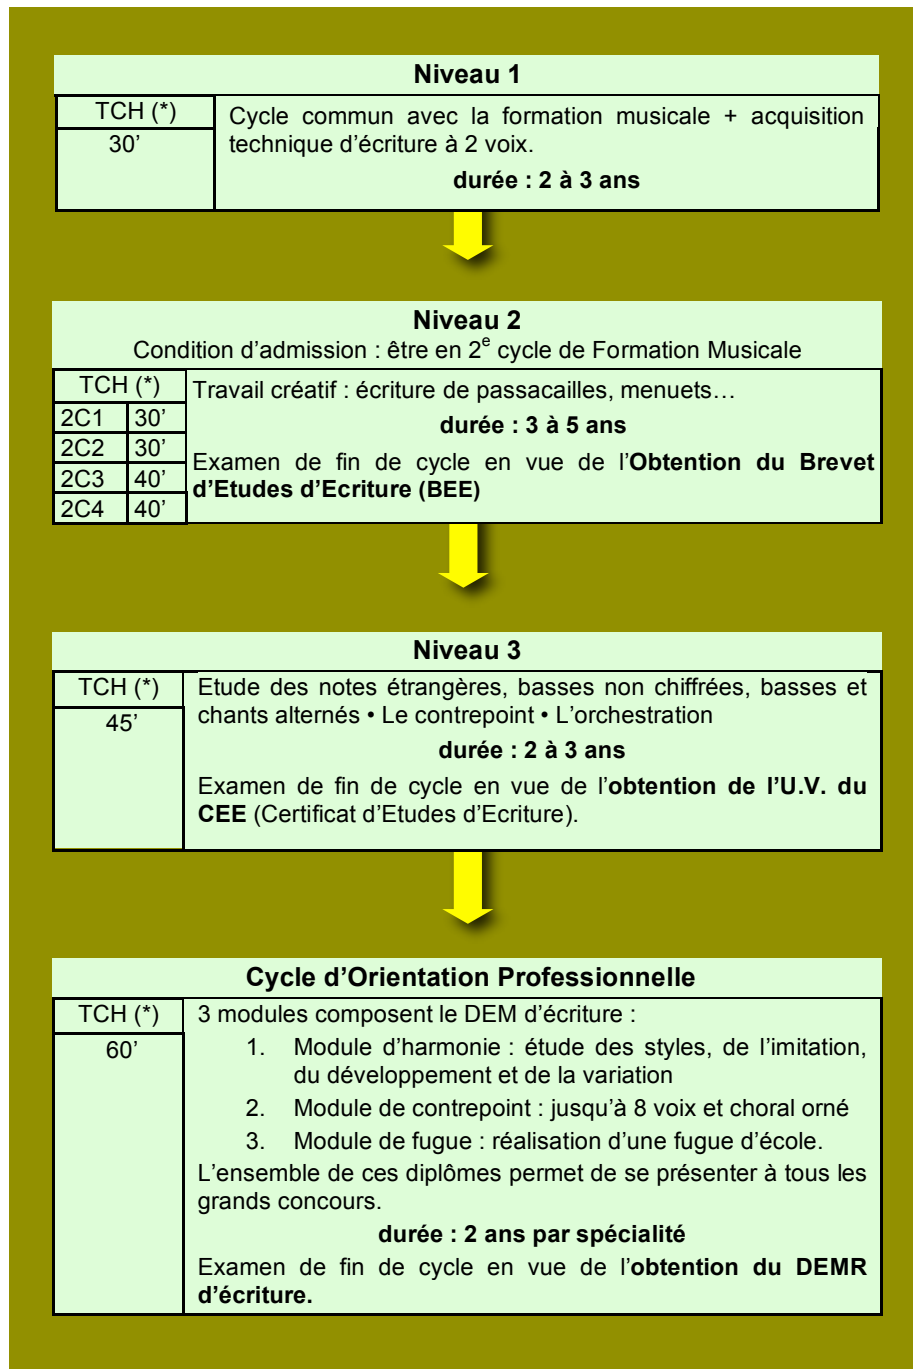 Niveau 1
TCH (*)
30’
Cycle commun avec la formation musicale + acquisition
technique d’écriture à 2 voix.
durée : 2 à 3 ans
Niveau 2
Condition d’admission : être en 2e cycle de Formation Musicale
TCH (*)
2C1 30’
2C2 30’
2C3 40’
2C4 40’
Travail créatif : écriture de passacailles, menuets…
durée : 3 à 5 ans
Examen de fin de cycle en vue de l’Obtention du Brevet
d’Etudes d’Ecriture (BEE)
Niveau 3
TCH (*)
45’
Etude des notes étrangères, basses non chiffrées, basses et
chants alternés • Le contrepoint • L’orchestration
durée : 2 à 3 ans
Examen de fin de cycle en vue de l’obtention de l’U.V. du
CEE (Certificat d’Etudes d’Ecriture).
Cycle d’Orientation Professionnelle
TCH (*)
60’
3 modules composent le DEM d’écriture :
1. Module d’harmonie : étude des styles, de l’imitation,
du développement et de la variation
2. Module de contrepoint : jusqu’à 8 voix et choral orné
3. Module de fugue : réalisation d’une fugue d’école.
L’ensemble de ces diplômes permet de se présenter à tous les
grands concours.
durée : 2 ans par spécialité
Examen de fin de cycle en vue de l’obtention du DEMR
d’écriture.